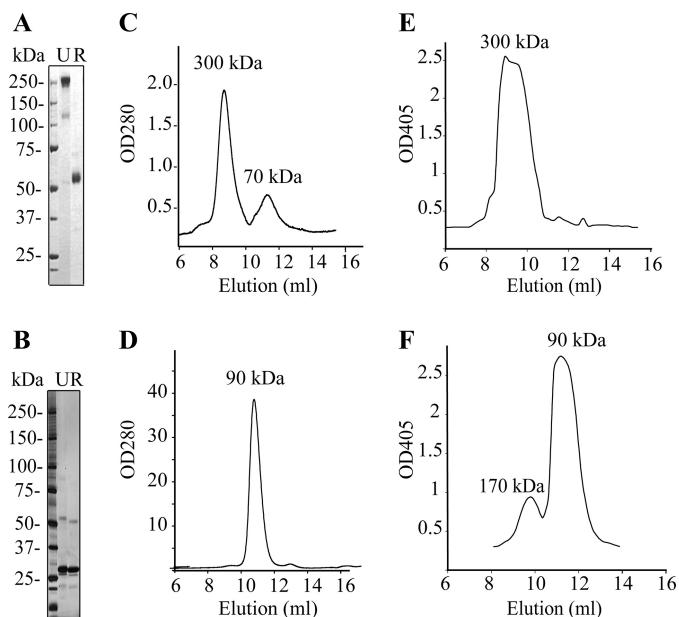 A
kDa U R
250-
150-
100-
75-
50-
37-
25-
C
300 kDa
70 kDa
OD280
2.0
1.5
1.0
0.5
6 8 10 12 14 16
Elution (ml)
E
300 kDa
OD405
2.5
2
1.5
1
0.5
6 8 10 12 14 16
Elution (ml)
B
kDa UR
250-
150-
100-
75-
50-
37-
25-
D
90 kDa
OD280
40
30
20
10
6 8 10 12 14 16
Elution (ml)
F
90 kDa
170 kDa
OD405
2.5
2
1.5
1
0.5
6 8 10 12 14 16
Elution (ml)